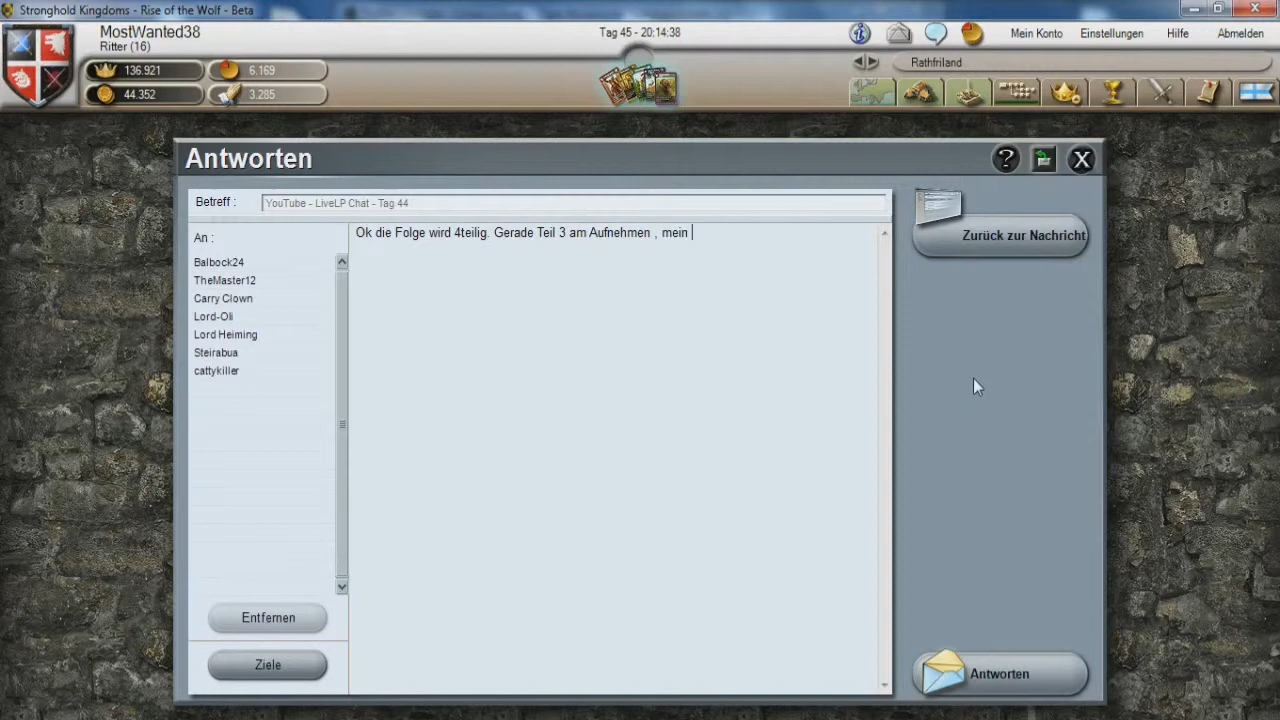 Stronghold Kingdoms - Rise of the Wolf - Beta
MostWanted38
Ritter (16)
136.921
6.169
44.352
3.285
Tag 45 - 20:14:38
Mein Konto
Einstellungen
Hilfe
Abmelden
Rathfriland
Antworten
?
X
Betreff :
YouTube - LiveLP Chat - Tag 44
An :
Balbock24
TheMaster12
Carry Clown
Lord-Oli
Lord Heiming
Steirabua
cattykiller
Ok die Folge wird 4teilig. Gerade Teil 3 am Aufnehmen , mein
Zurück zur Nachricht
Entfernen
Ziele
Antworten